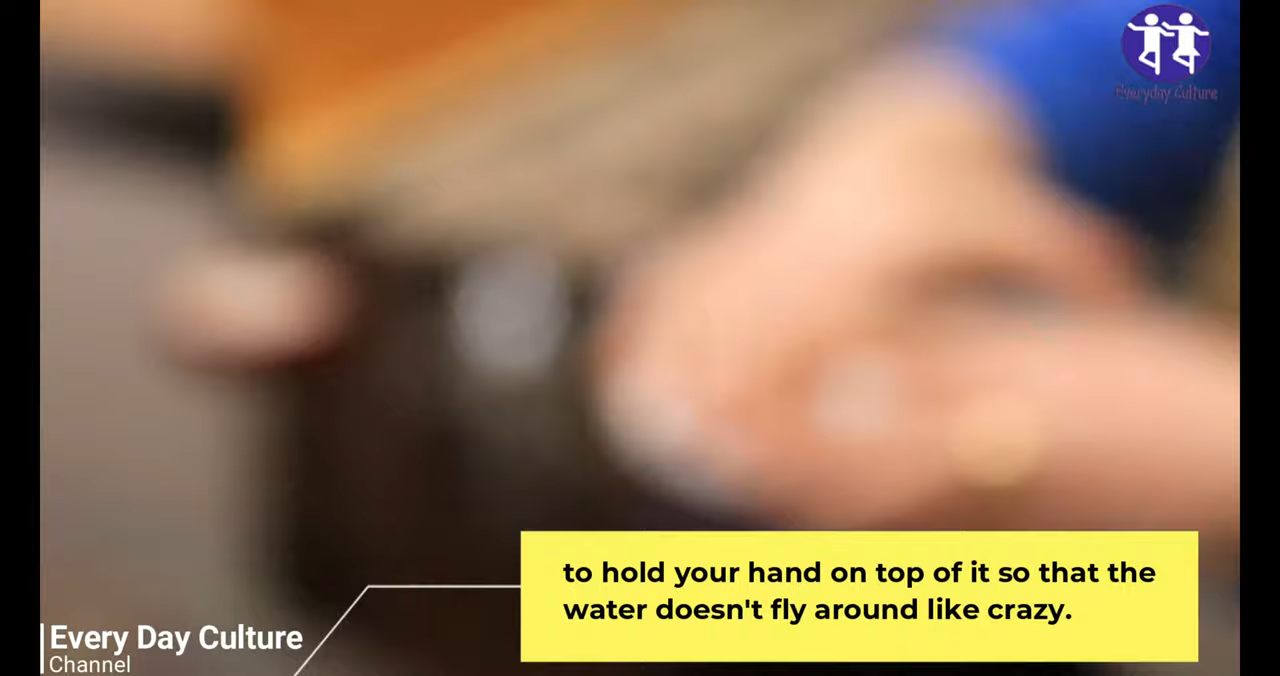 Everyday Culture
to hold your hand on top of it so that the
water doesn't fly around like crazy.
Every Day Culture
Channel